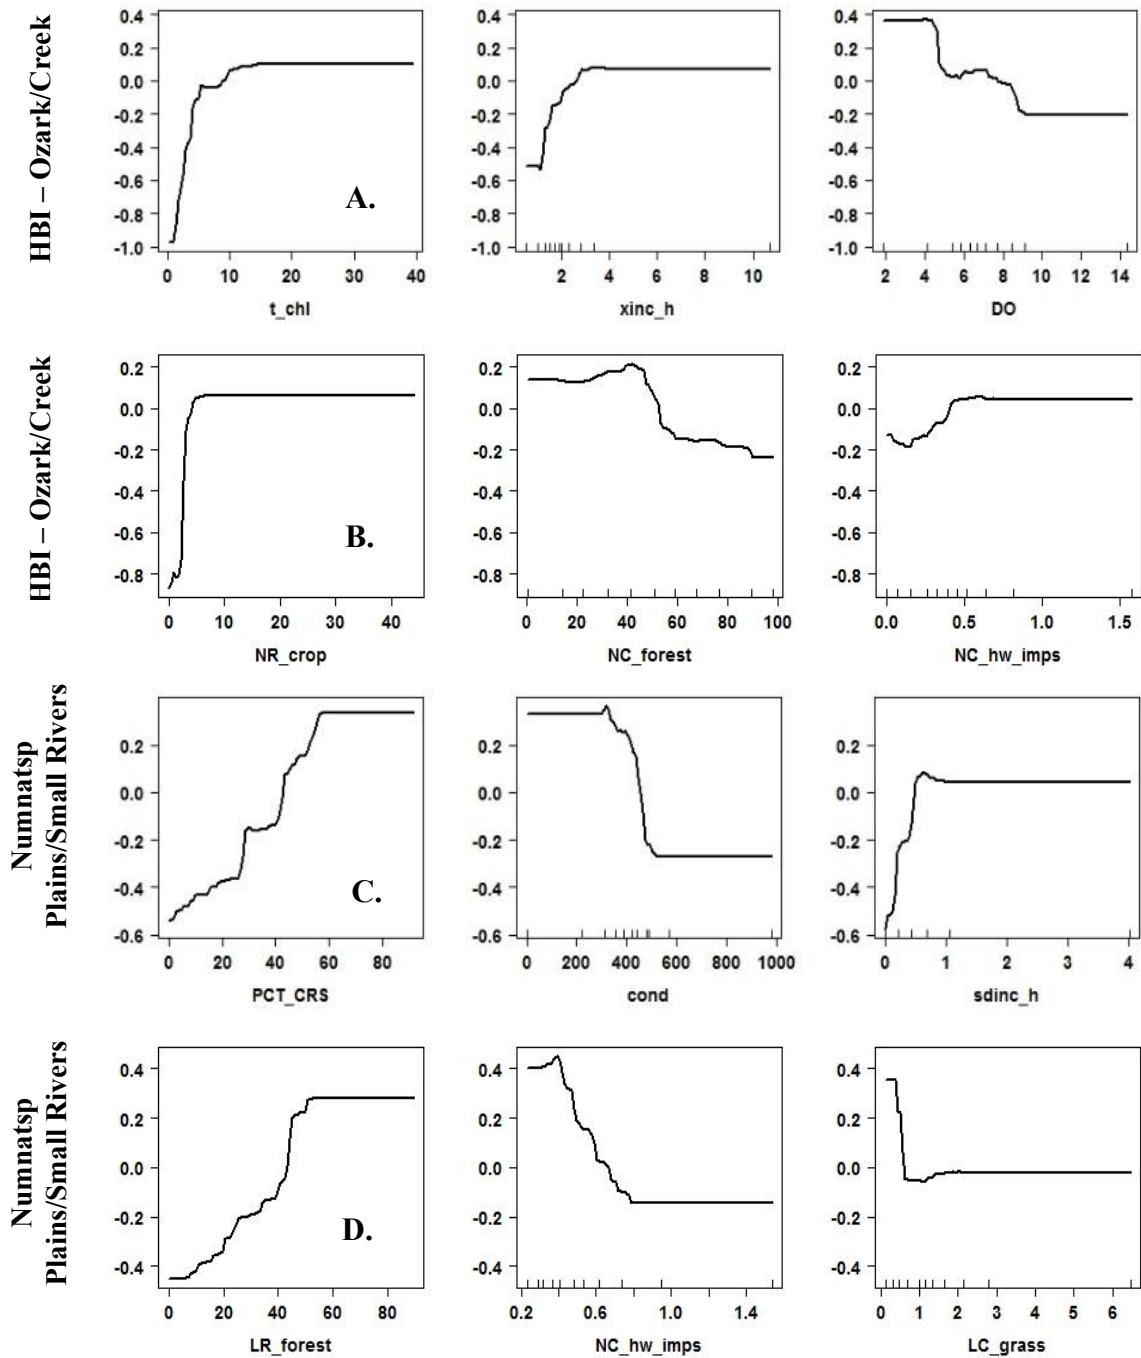 HBI – Ozark/Creek
0.4
0.2
0.0
-0.2
-0.4
-0.6
-0.8
-1.0
A.
0 10 20 30 40
t_chl
0.4
0.2
0.0
-0.2
-0.4
-0.6
-0.8
-1.0
2 4 6 8 10
xinc_h
0.4
0.2
0.0
-0.2
-0.4
-0.6
-0.8
-1.0
2 4 6 8 10 12 14
DO
HBI – Ozark/Creek
0.2
0.0
-0.2
-0.4
-0.6
-0.8
B.
0 10 20 30 40
NR_crop
0.2
0.0
-0.2
-0.4
-0.6
-0.8
0 20 40 60 80 100
NC_forest
0.2
0.0
-0.2
-0.4
-0.6
-0.8
0.0 0.5 1.0 1.5
NC_hw_imps
Numnatsp
Plains/Small Rivers
0.2
0.0
-0.2
-0.4
-0.6
C.
0 20 40 60 80
PCT_CRS
0.2
0.0
-0.2
-0.4
-0.6
0 200 400 600 800 1000
cond
0.2
0.0
-0.2
-0.4
-0.6
0 1 2 3 4
sdinc_h
Numnatsp
Plains/Small Rivers
0.4
0.2
0.0
-0.2
-0.4
D.
0 20 40 60 80
LR_forest
0.4
0.2
0.0
-0.2
-0.4
0.2 0.6 1.0 1.4
NC_hw_imps
0.4
0.2
0.0
-0.2
-0.4
0 1 2 3 4 5 6
LC_grass